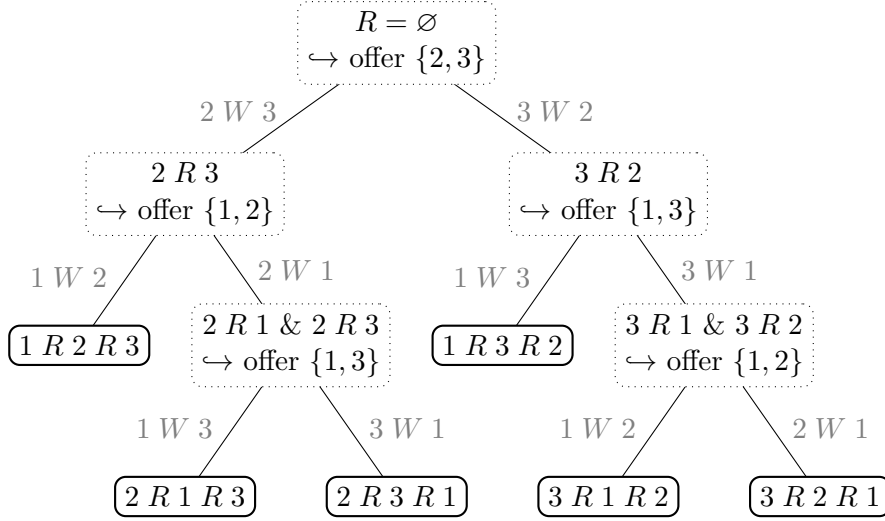 R = ∅
↪ offer {2, 3}
2 W 3
3 W 2
2 R 3
↪ offer {1, 2}
3 R 2
↪ offer {1, 3}
1 W 2
2 W 1
1 W 3
3 W 1
1 R 2 R 3
2 R 1 & 2 R 3
↪ offer {1, 3}
1 R 3 R 2
3 R 1 & 3 R 2
↪ offer {1, 2}
1 W 3
3 W 1
1 W 2
2 W 1
2 R 1 R 3
2 R 3 R 1
3 R 1 R 2
3 R 2 R 1